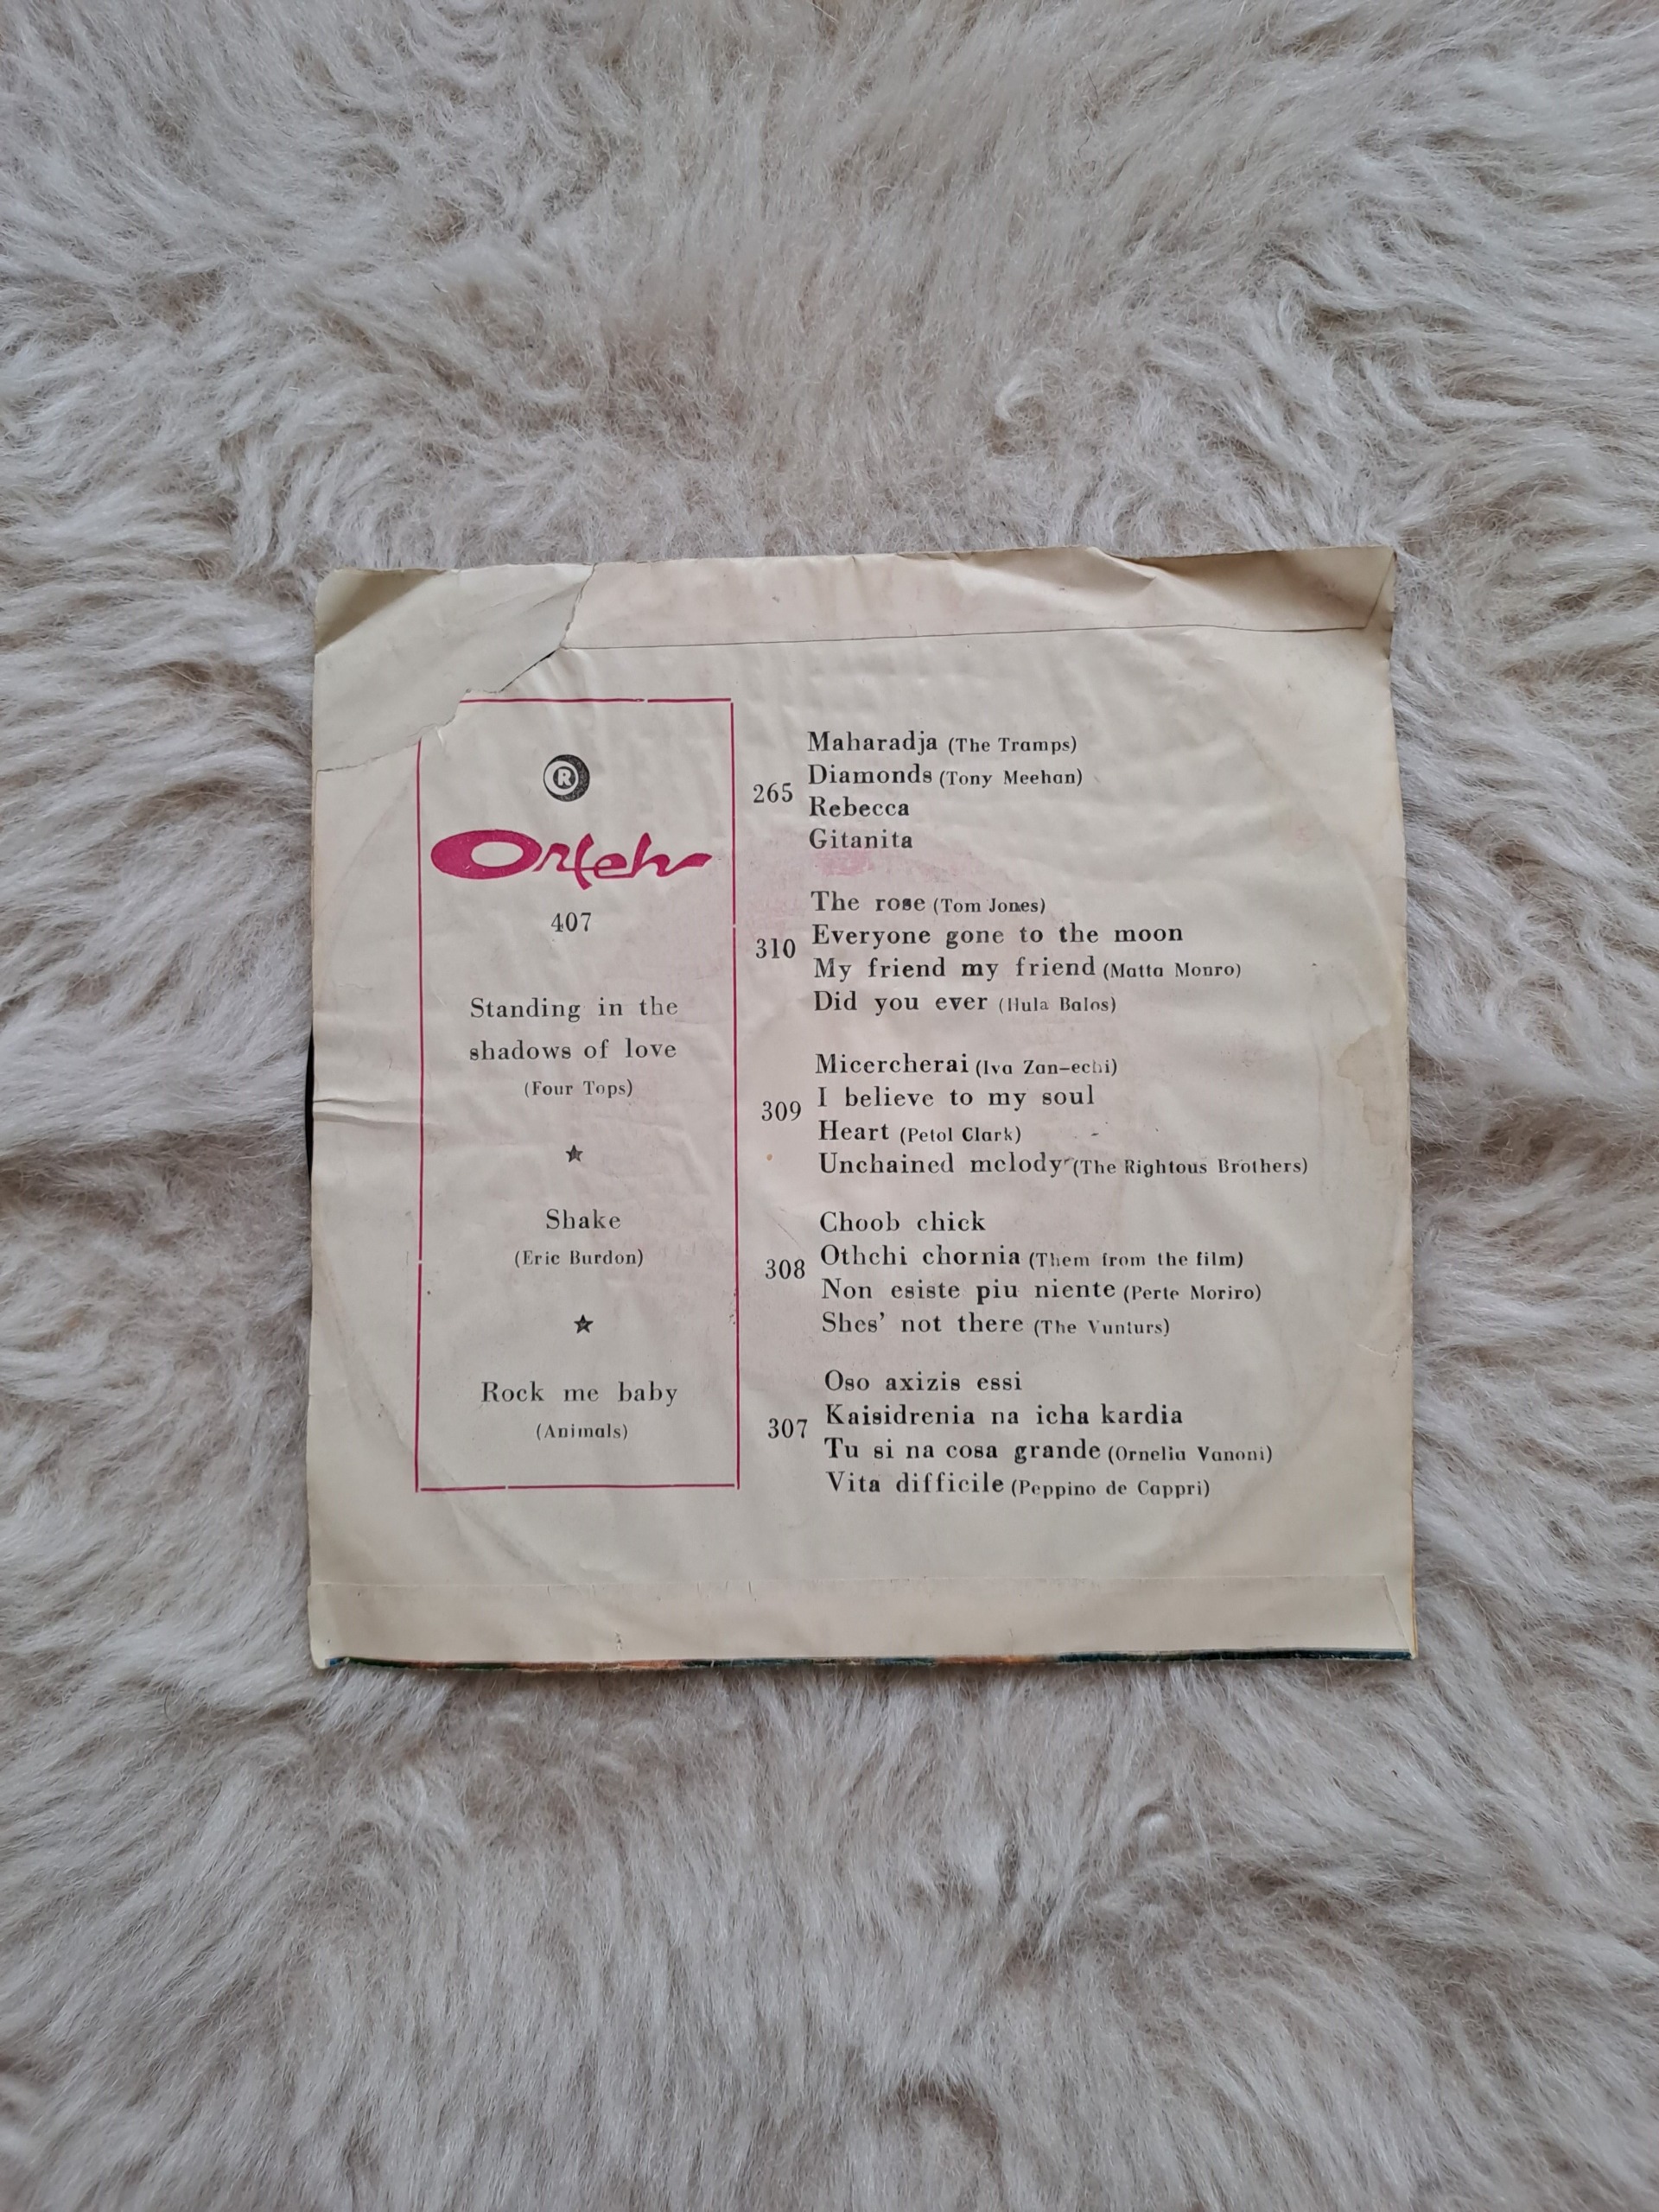 ®
Orfeh
407
Standing in the
shadows of love
(Four Tops)
Shake
(Eric Burdon)
Rock me baby
(Animals)
265
Maharadja (The Tramps)
Diamonds (Tony Meehan)
Rebecca
Gitanita
310
The rose (Tom Jones)
Everyone gone to the moon
My friend my friend (Matta Monro)
Did you ever (Hula Balos)
309
Micercherai (Iva Zan-echi)
I believe to my soul
Heart (Petol Clark)
Unchained melody (The Rightous Brothers)
308
Choob chick
Othchi chornia (Them from the film)
Non esiste piu niente (Perte Moriro)
Shes' not there (The Vunturs)
307
Oso axizis essi
Kaisidrenia na icha kardia
Tu si na cosa grande (Ornelia Vanoni)
Vita difficile (Peppino de Cappri)